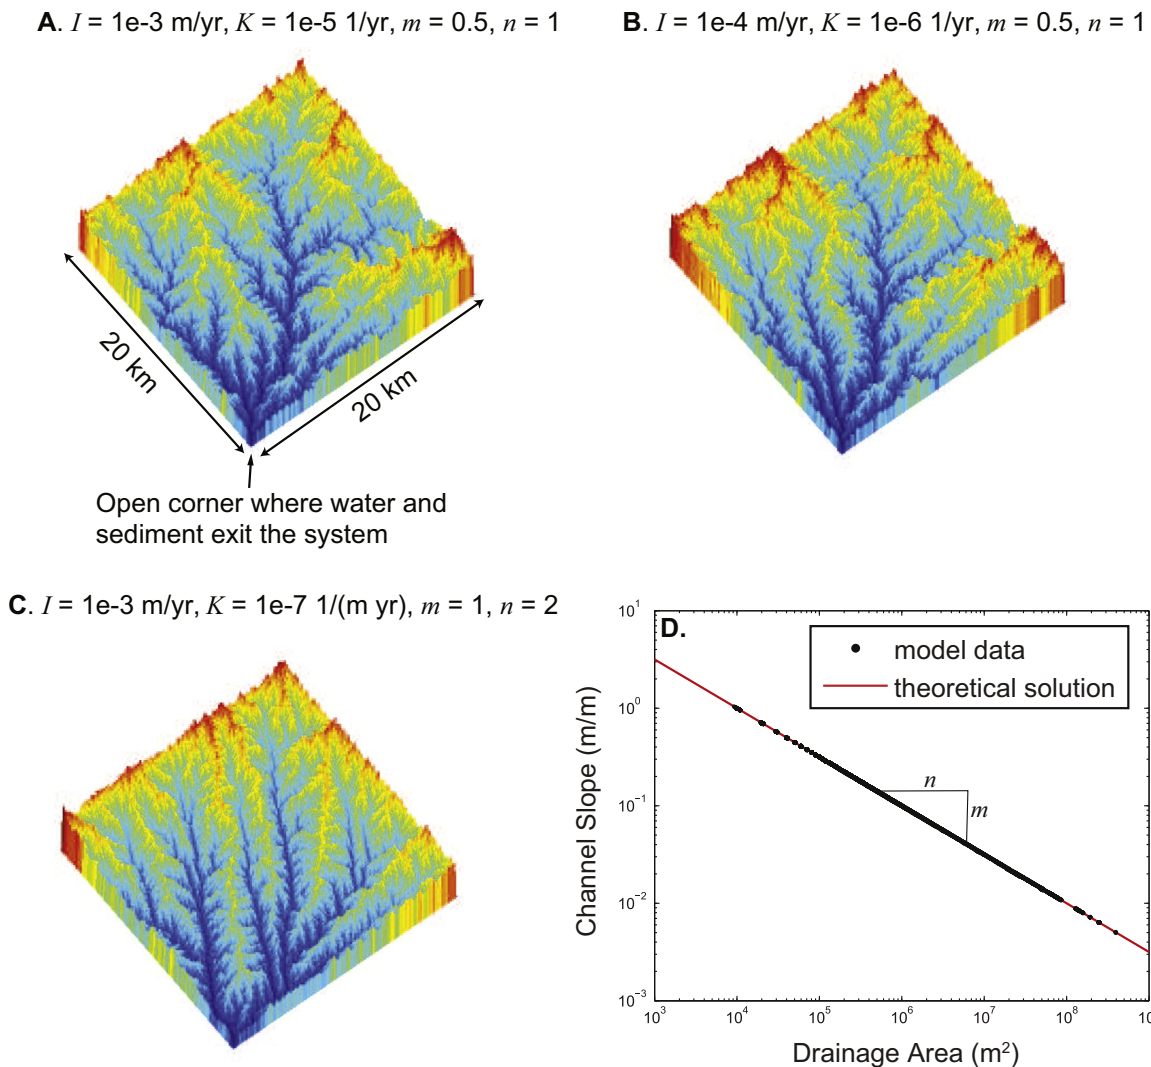 A. I = 1e-3 m/yr, K = 1e-5 1/yr, m = 0.5, n = 1
B. I = 1e-4 m/yr, K = 1e-6 1/yr, m = 0.5, n = 1
20 km
20 km
Open corner where water and
sediment exit the system
C. I = 1e-3 m/yr, K = 1e-7 1/(m yr), m = 1, n = 2
D.
model data
theoretical solution
n
m
Channel Slope (m/m)
10¹
10⁰
10⁻¹
10⁻²
10⁻³
10³ 10⁴ 10⁵ 10⁶ 10⁷ 10⁸
Drainage Area (m²)